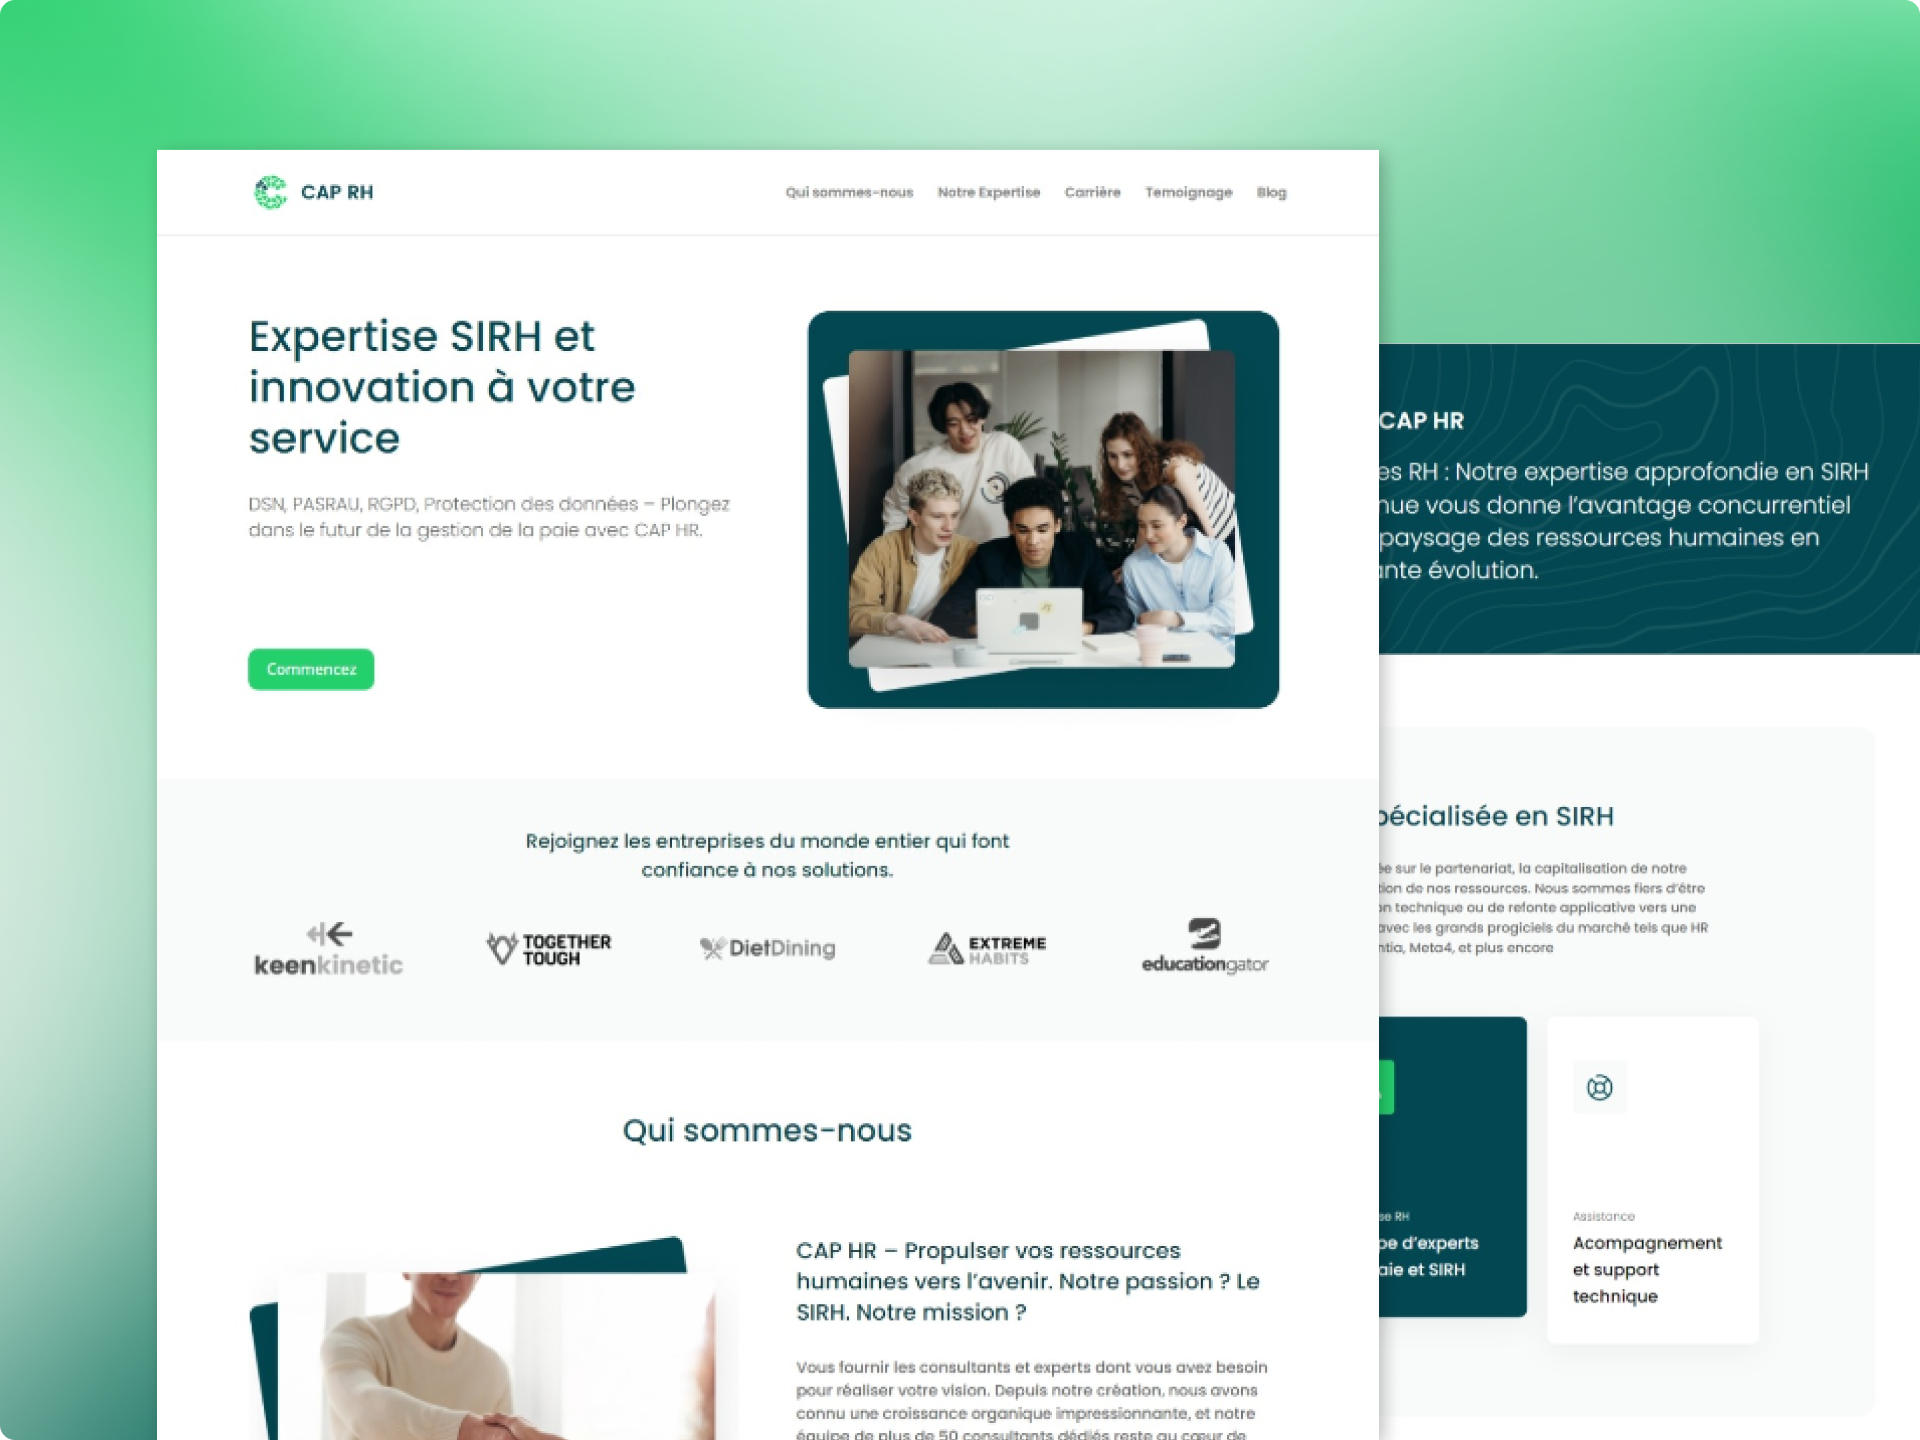 CAP RH
Qui sommes-nous
Notre Expertise
Carrière
Temoignage
Blog
Expertise SIRH et
innovation à votre
service
DSN, PASRAU, RGPD, Protection des données – Plongez
dans le futur de la gestion de la paie avec CAP HR.
Commencez
Rejoignez les entreprises du monde entier qui font
confiance à nos solutions.
keenkinetic
TOGETHER
TOUGH
DietDining
EXTREME
HABITS
educationgator
Qui sommes-nous
CAP HR – Propulser vos ressources
humaines vers l'avenir. Notre passion ? Le
SIRH. Notre mission ?
Vous fournir les consultants et experts dont vous avez besoin
pour réaliser votre vision. Depuis notre création, nous avons
connu une croissance organique impressionnante, et notre
équipe de plus de 50 consultants dédiés reste au cœur de
CAP HR
es RH : Notre expertise approfondie en SIRH
nue vous donne l'avantage concurrentiel
paysage des ressources humaines en
ante évolution.
pécialisée en SIRH
ée sur le partenariat, la capitalisation de notre
tion de nos ressources. Nous sommes fiers d'être
on technique ou de refonte applicative vers une
avec les grands progiciels du marché tels que HR
ntia, Meta4, et plus encore
se RH
pe d'experts
aie et SIRH
Assistance
Acompagnement
et support
technique